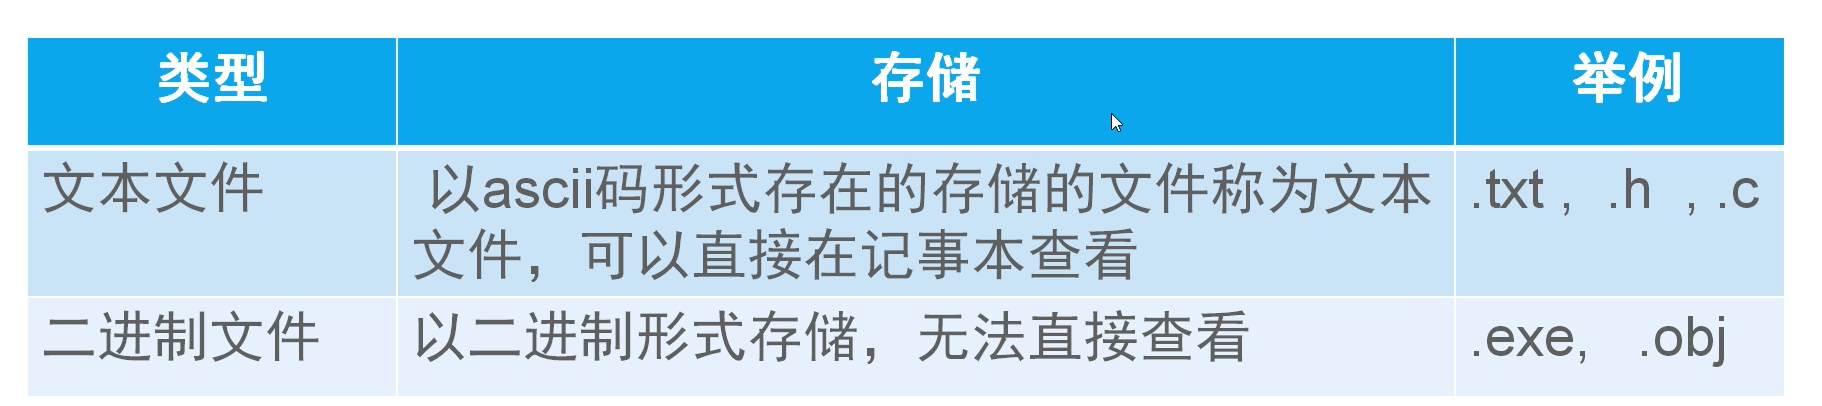 类型 存储 举例
文本文件 以ascii码形式存在的存储的文件称为文本 .txt , .h , .c
文件，可以直接在记事本查看
二进制文件 以二进制形式存储，无法直接查看 .exe, .obj